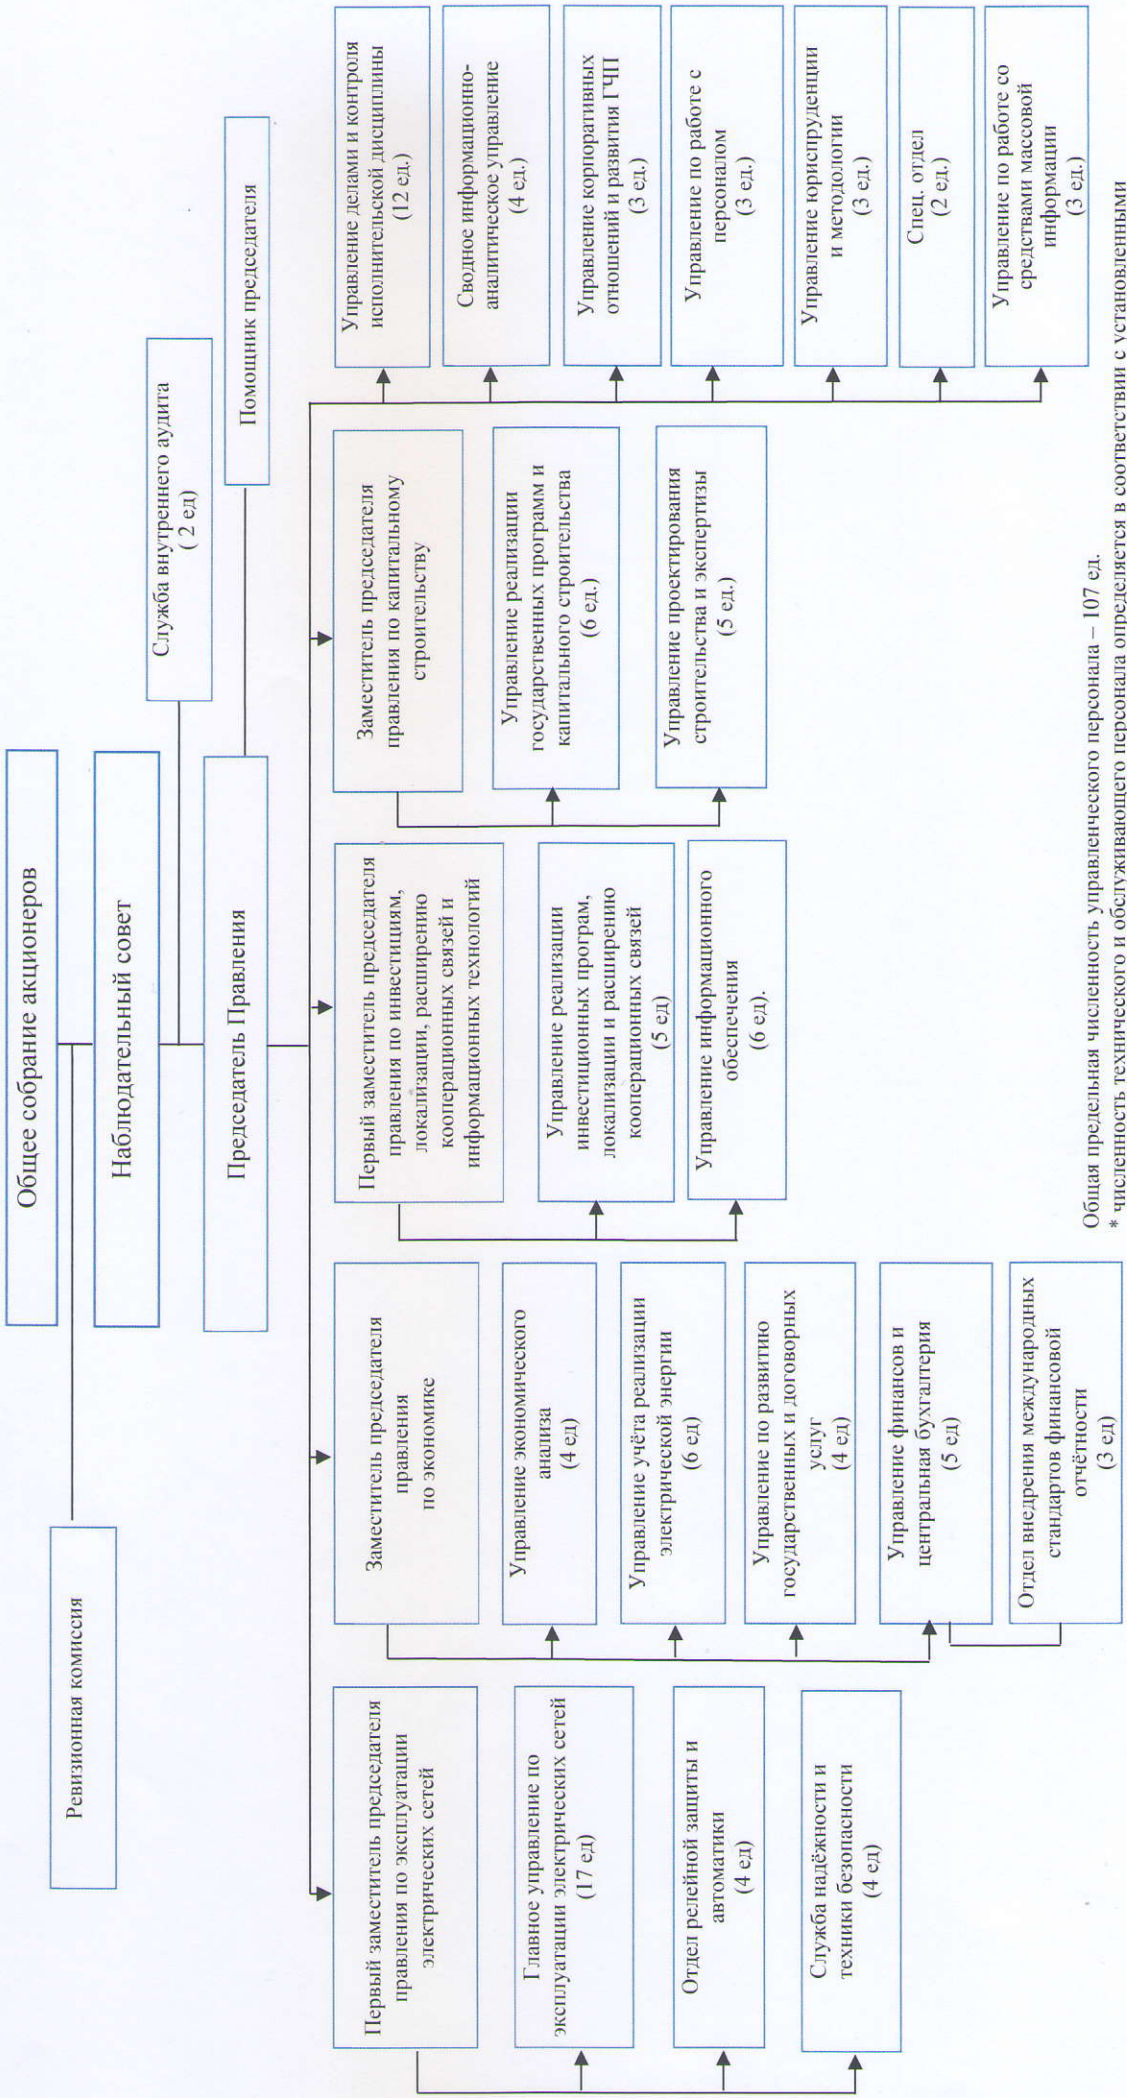 Общее собрание акционеров
Ревизионная комиссия
Наблюдательный совет
Служба внутреннего аудита
( 2 ед)
Председатель Правления
Помощник председателя
Первый заместитель председателя
правления по эксплуатации
электрических сетей
Главное управление по
эксплуатации электрических сетей
(17 ед)
Отдел релейной защиты и
автоматики
(4 ед)
Служба надёжности и
техники безопасности
(4 ед)
Заместитель председателя
правления
по экономике
Управление экономического
анализа
(4 ед)
Управление учёта реализации
электрической энергии
(6 ед)
Управление по развитию
государственных и договорных
услуг
(4 ед)
Управление финансов и
центральная бухгалтерия
(5 ед)
Отдел внедрения международных
стандартов финансовой
отчётности
(3 ед)
Первый заместитель председателя
правления по инвестициям,
локализации, расширению
кооперационных связей и
информационных технологий
Управление реализации
инвестиционных програм,
локализации и расширению
кооперационных связей
(5 ед)
Управление информационного
обеспечения
(6 ед).
Заместитель председателя
правления по капитальному
строительству
Управление реализации
государственных программ и
капитального строительства
(6 ед.)
Управление проектирования
строительства и экспертизы
(5 ед.)
Управление делами и контроля
исполнительской дисциплины
(12 ед.)
Сводное информационно-
аналитическое управление
(4 ед.)
Управление корпоративных
отношений и развития ГЧП
(3 ед.)
Управление по работе с
персоналом
(3 ед.)
Управление юриспруденции
и методологии
(3 ед.)
Спец. отдел
(2 ед.)
Управление по работе со
средствами массовой
информации
(3 ед.)
Общая предельная численность управленческого персонала – 107 ед.
* численность технического и обслуживающего персонала определяется в соответствии с установленными